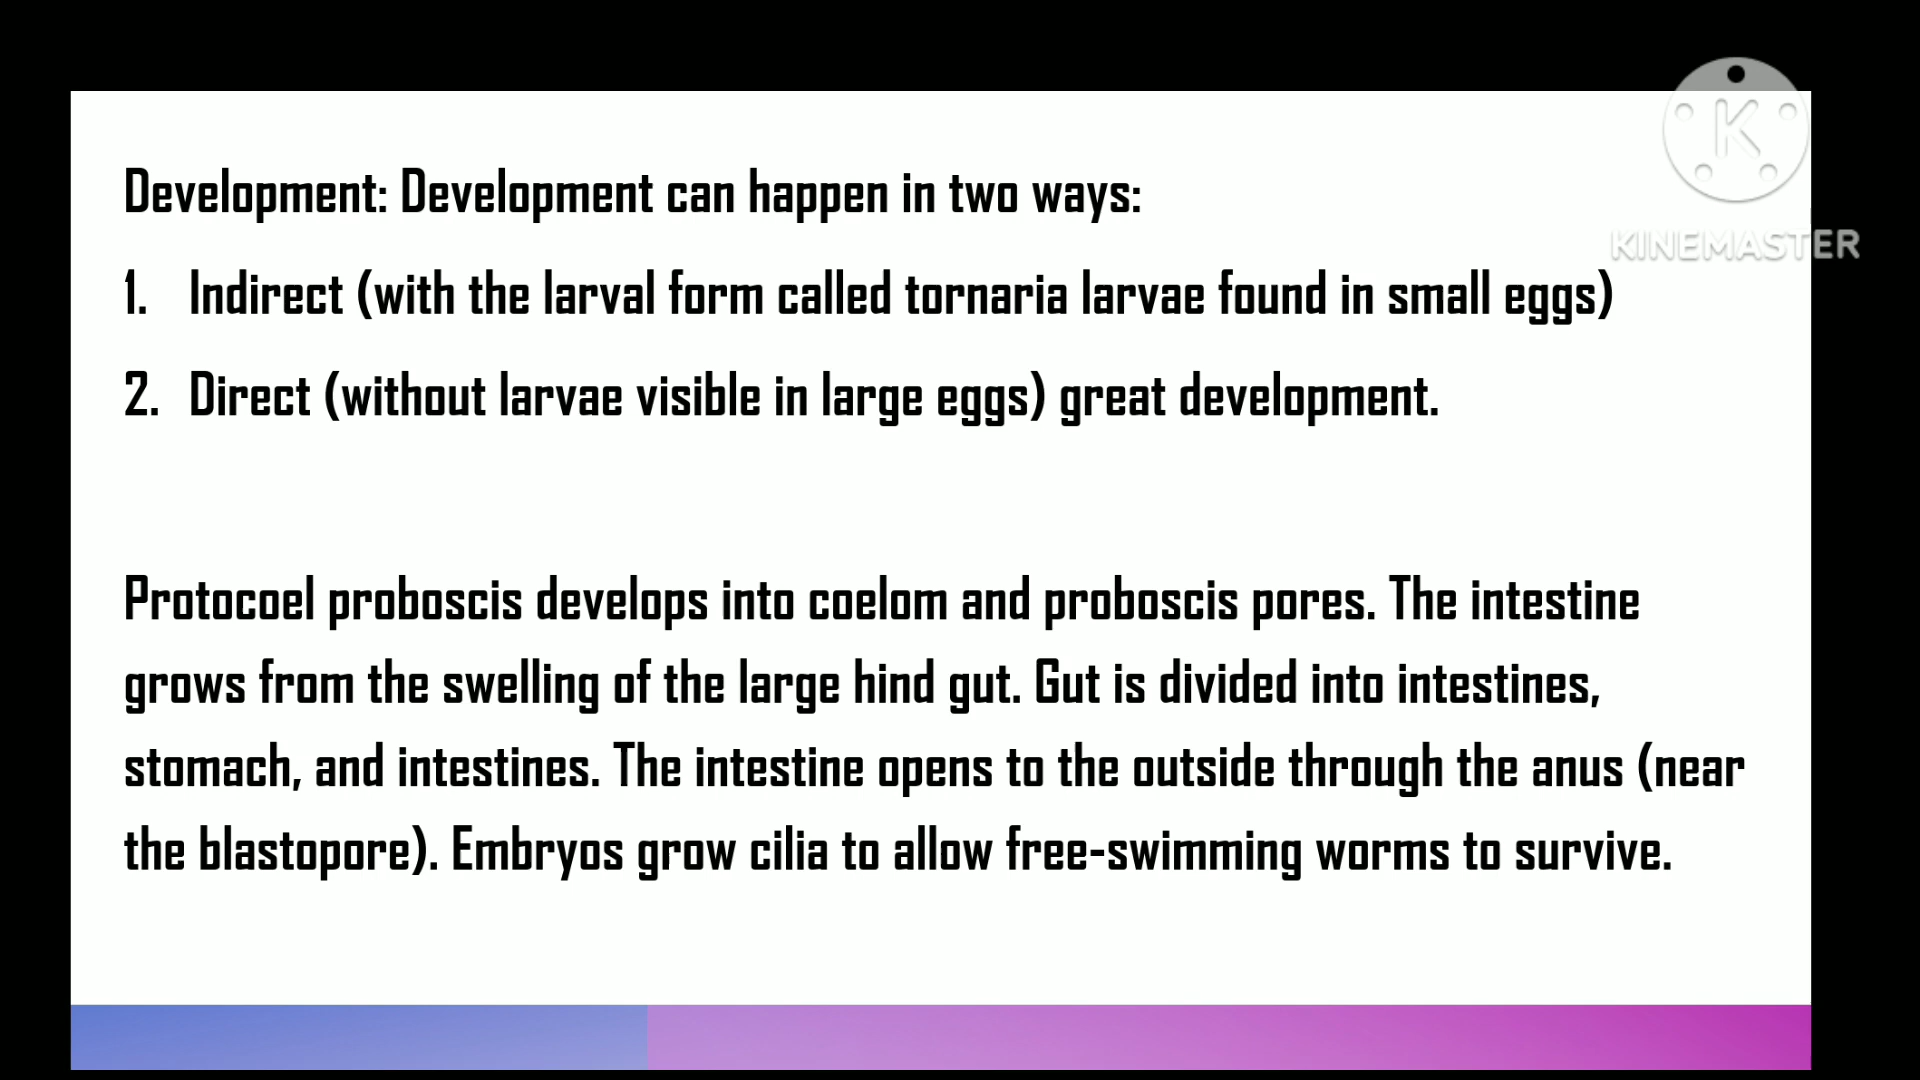 Development: Development can happen in two ways:
1. Indirect (with the larval form called tornaria larvae found in small eggs)
2. Direct (without larvae visible in large eggs) great development.
Protocoel proboscis develops into coelom and proboscis pores. The intestine
grows from the swelling of the large hind gut. Gut is divided into intestines,
stomach, and intestines. The intestine opens to the outside through the anus (near
the blastopore). Embryos grow cilia to allow free-swimming worms to survive.
K
KINEMASTER